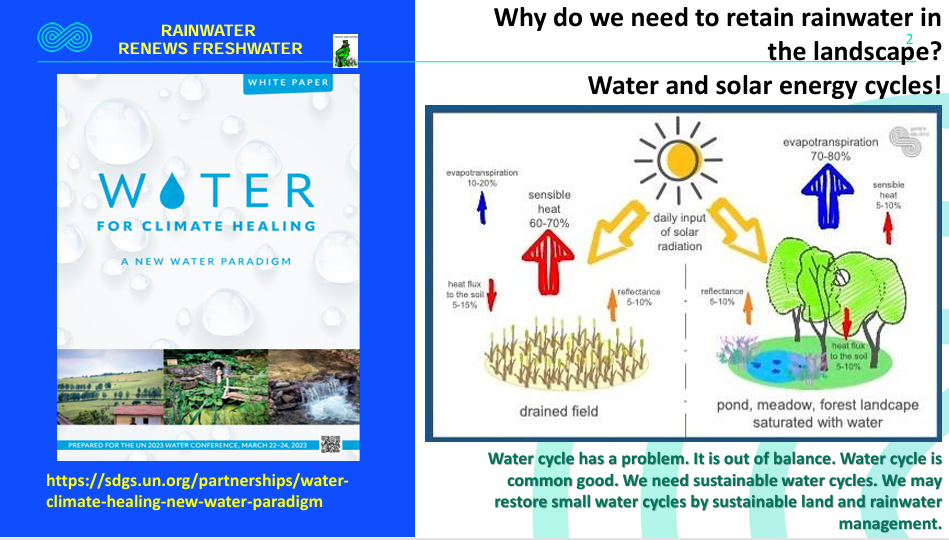 RAINWATER
RENEWS FRESHWATER
WHITE PAPER
WATER
FOR CLIMATE HEALING
A NEW WATER PARADIGM
PREPARED FOR THE UN 2023 WATER CONFERENCE, MARCH 22–24, 2023
https://sdgs.un.org/partnerships/water-
climate-healing-new-water-paradigm
Why do we need to retain rainwater in
the landscape?
2
Water and solar energy cycles!
evapotranspiration
10-20%
sensible
heat
60-70%
daily input
of solar
radiation
evapotranspiration
70-80%
sensible
heat
5-10%
heat flux
to the soil
5-15%
reflectance
5-10%
reflectance
5-10%
heat flux
to the soil
5-10%
drained field
pond, meadow, forest landcape
saturated with water
Water cycle has a problem. It is out of balance. Water cycle is
common good. We need sustainable water cycles. We may
restore small water cycles by sustainable land and rainwater
management.